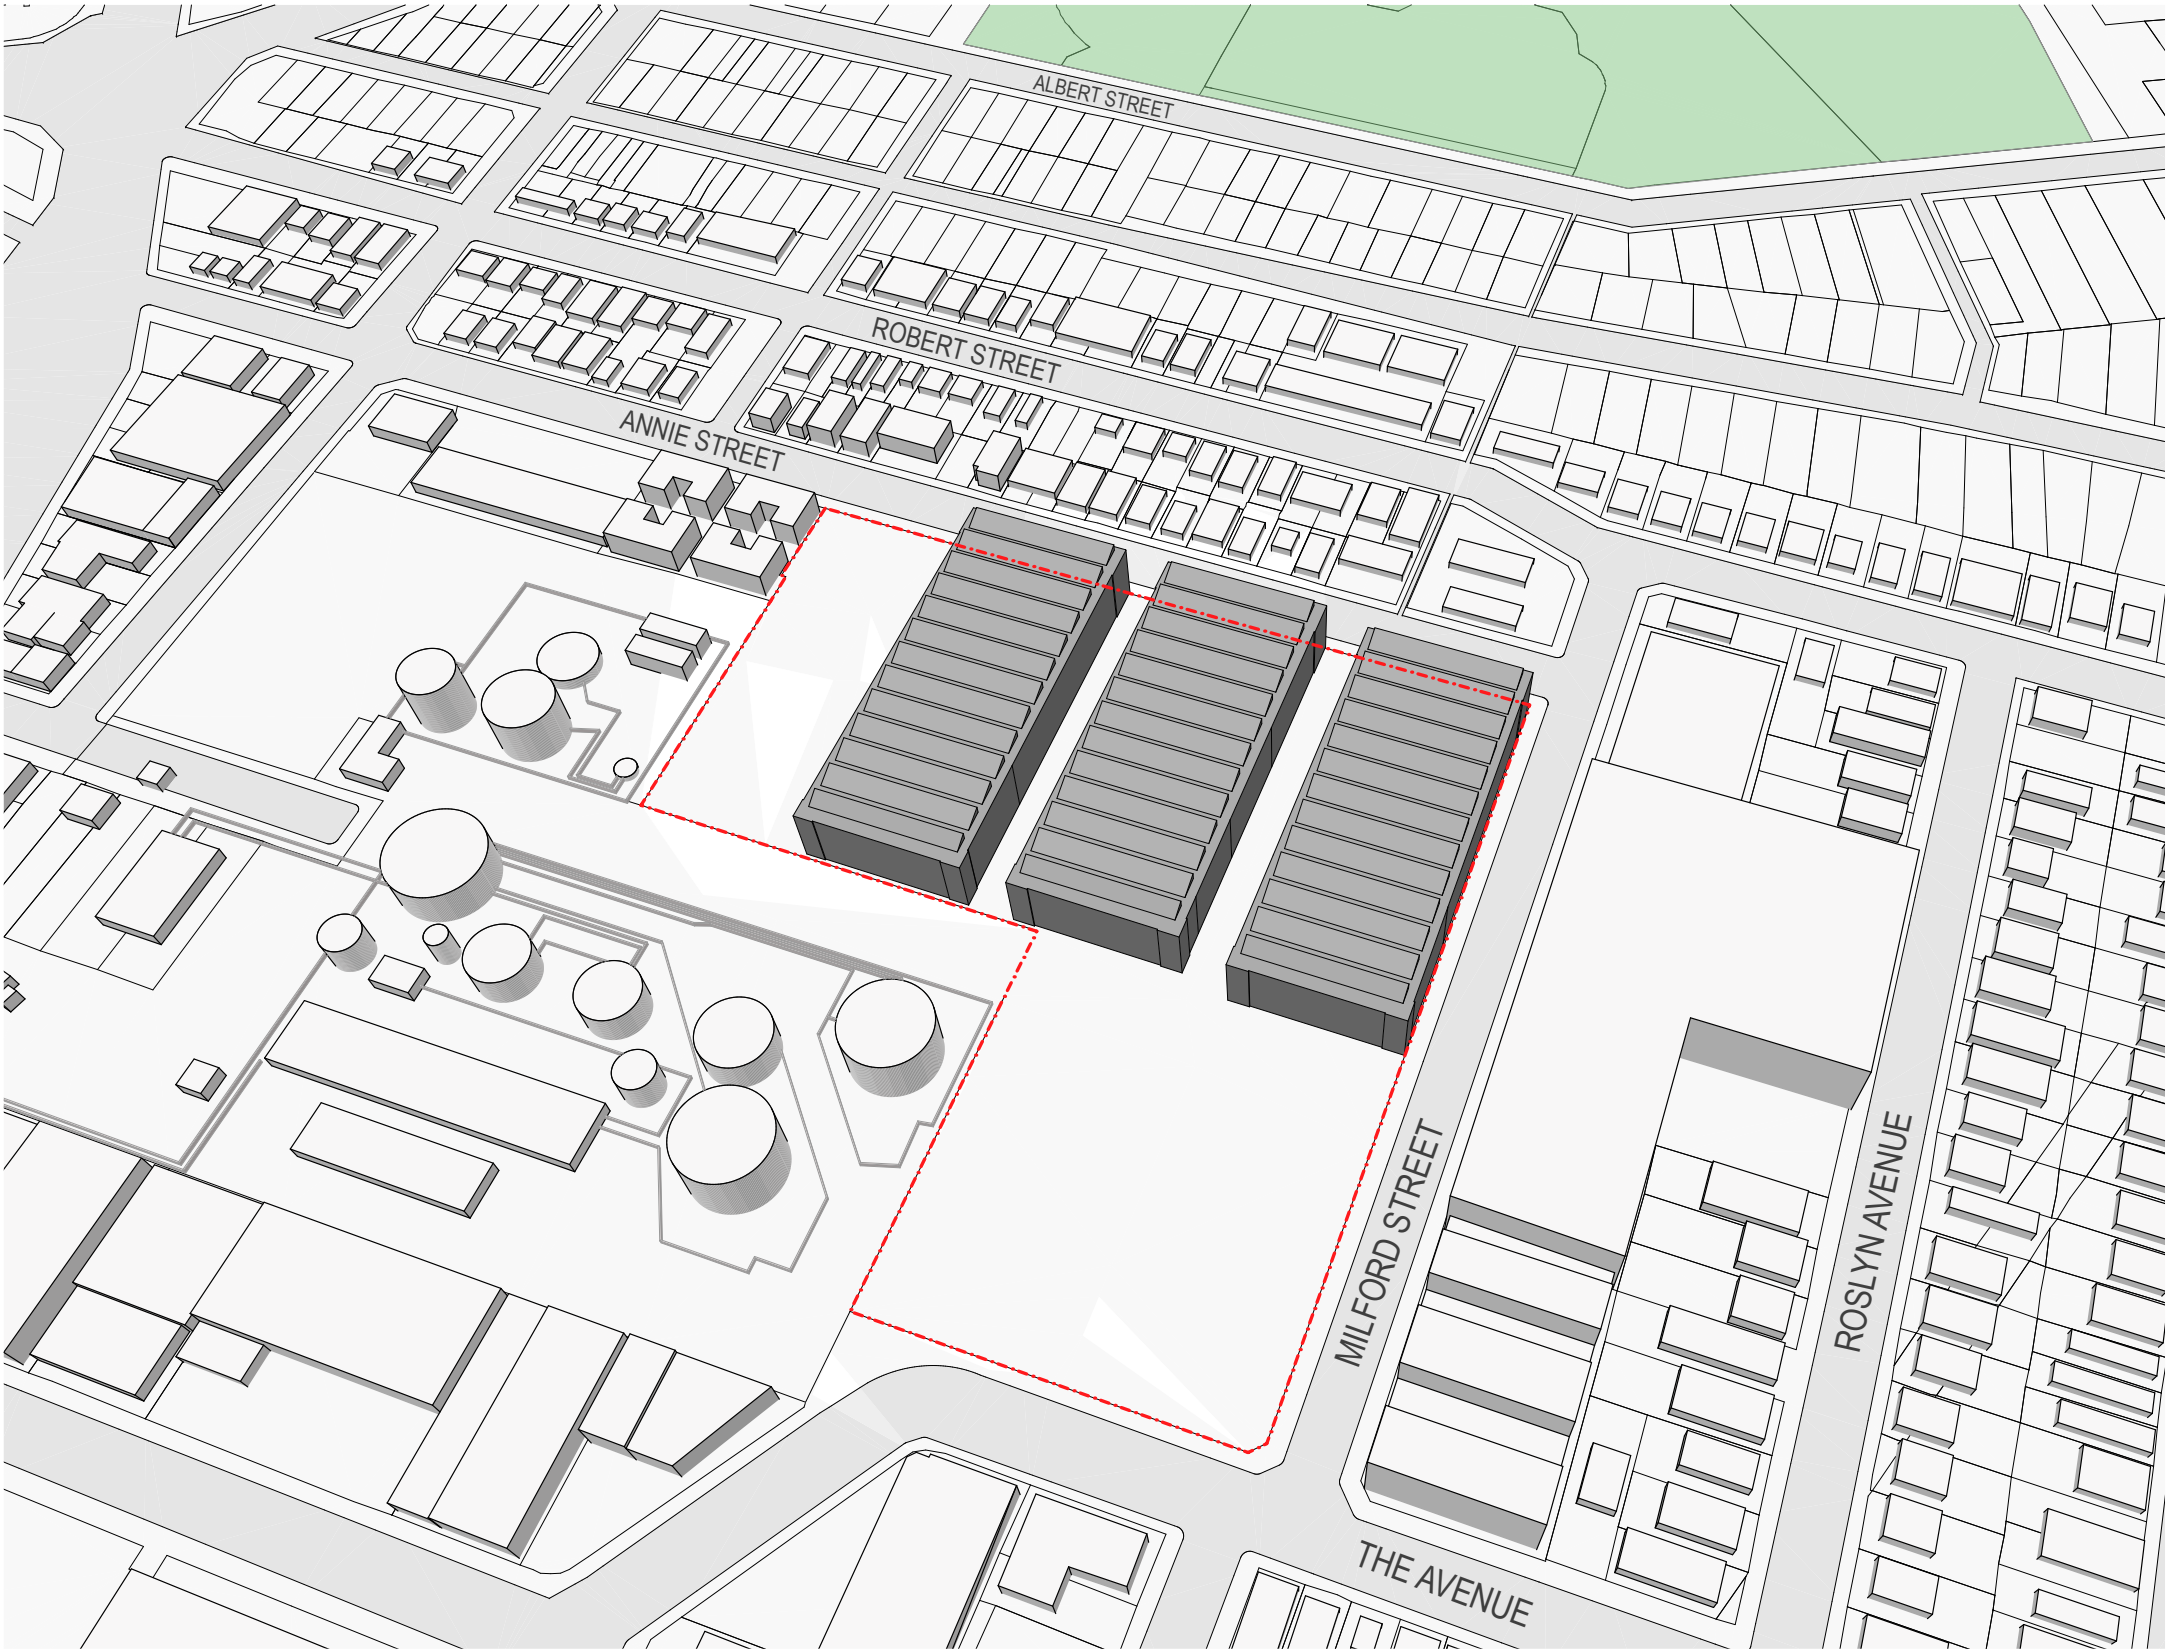 ALBERT STREET
ROBERT STREET
ANNIE STREET
MILFORD STREET
ROSLYN AVENUE
THE AVENUE